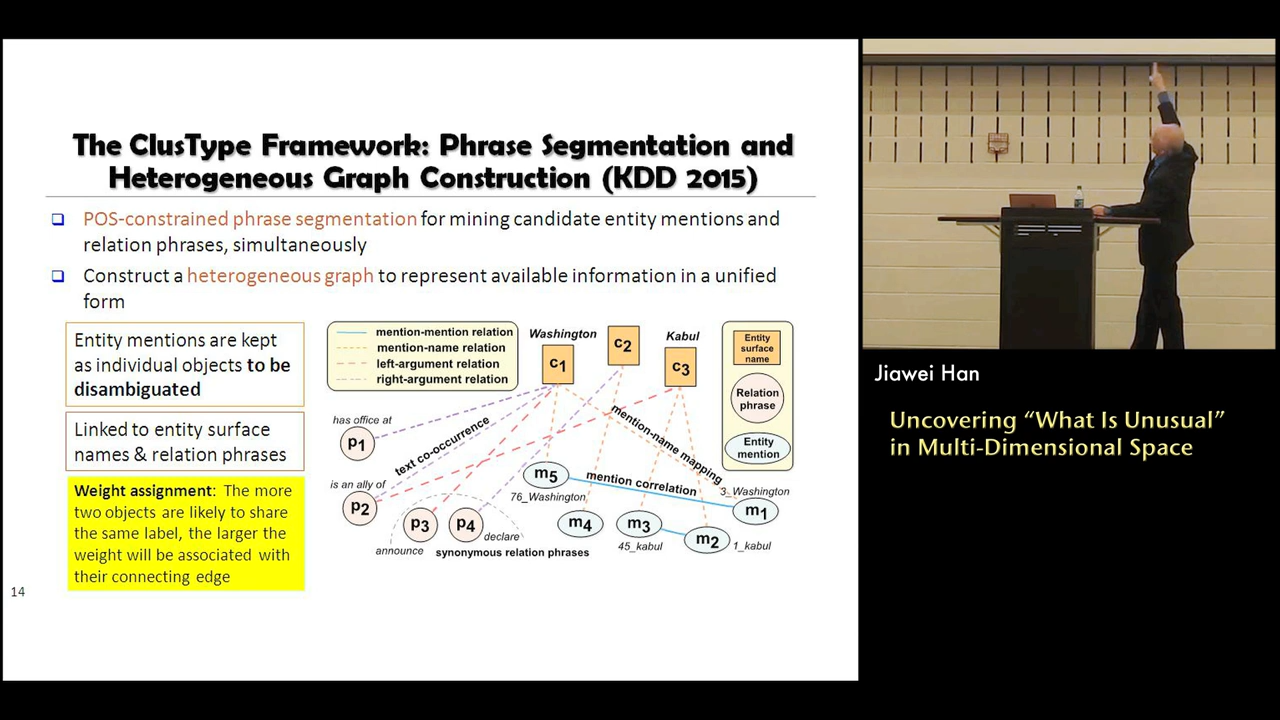 The ClusType Framework: Phrase Segmentation and
Heterogeneous Graph Construction (KDD 2015)
POS-constrained phrase segmentation for mining candidate entity mentions and
relation phrases, simultaneously
Construct a heterogeneous graph to represent available information in a unified
form
Entity mentions are kept
as individual objects to be
disambiguated
Linked to entity surface
names & relation phrases
Weight assignment: The more
two objects are likely to share
the same label, the larger the
weight will be associated with
their connecting edge
14
mention-mention relation
mention-name relation
left-argument relation
right-argument relation
Washington
c1
c2
Kabul
c3
Entity
surface
name
Relation
phrase
Entity
mention
has office at
p1
text co-occurrence
mention-name mapping
is an ally of
p2
p3
p4
announce
declare
synonymous relation phrases
m5
76_Washington
mention correlation
3_Washington
m1
m4
m3
45_kabul
m2
1_kabul
Jiawei Han
Uncovering “What Is Unusual”
in Multi-Dimensional Space